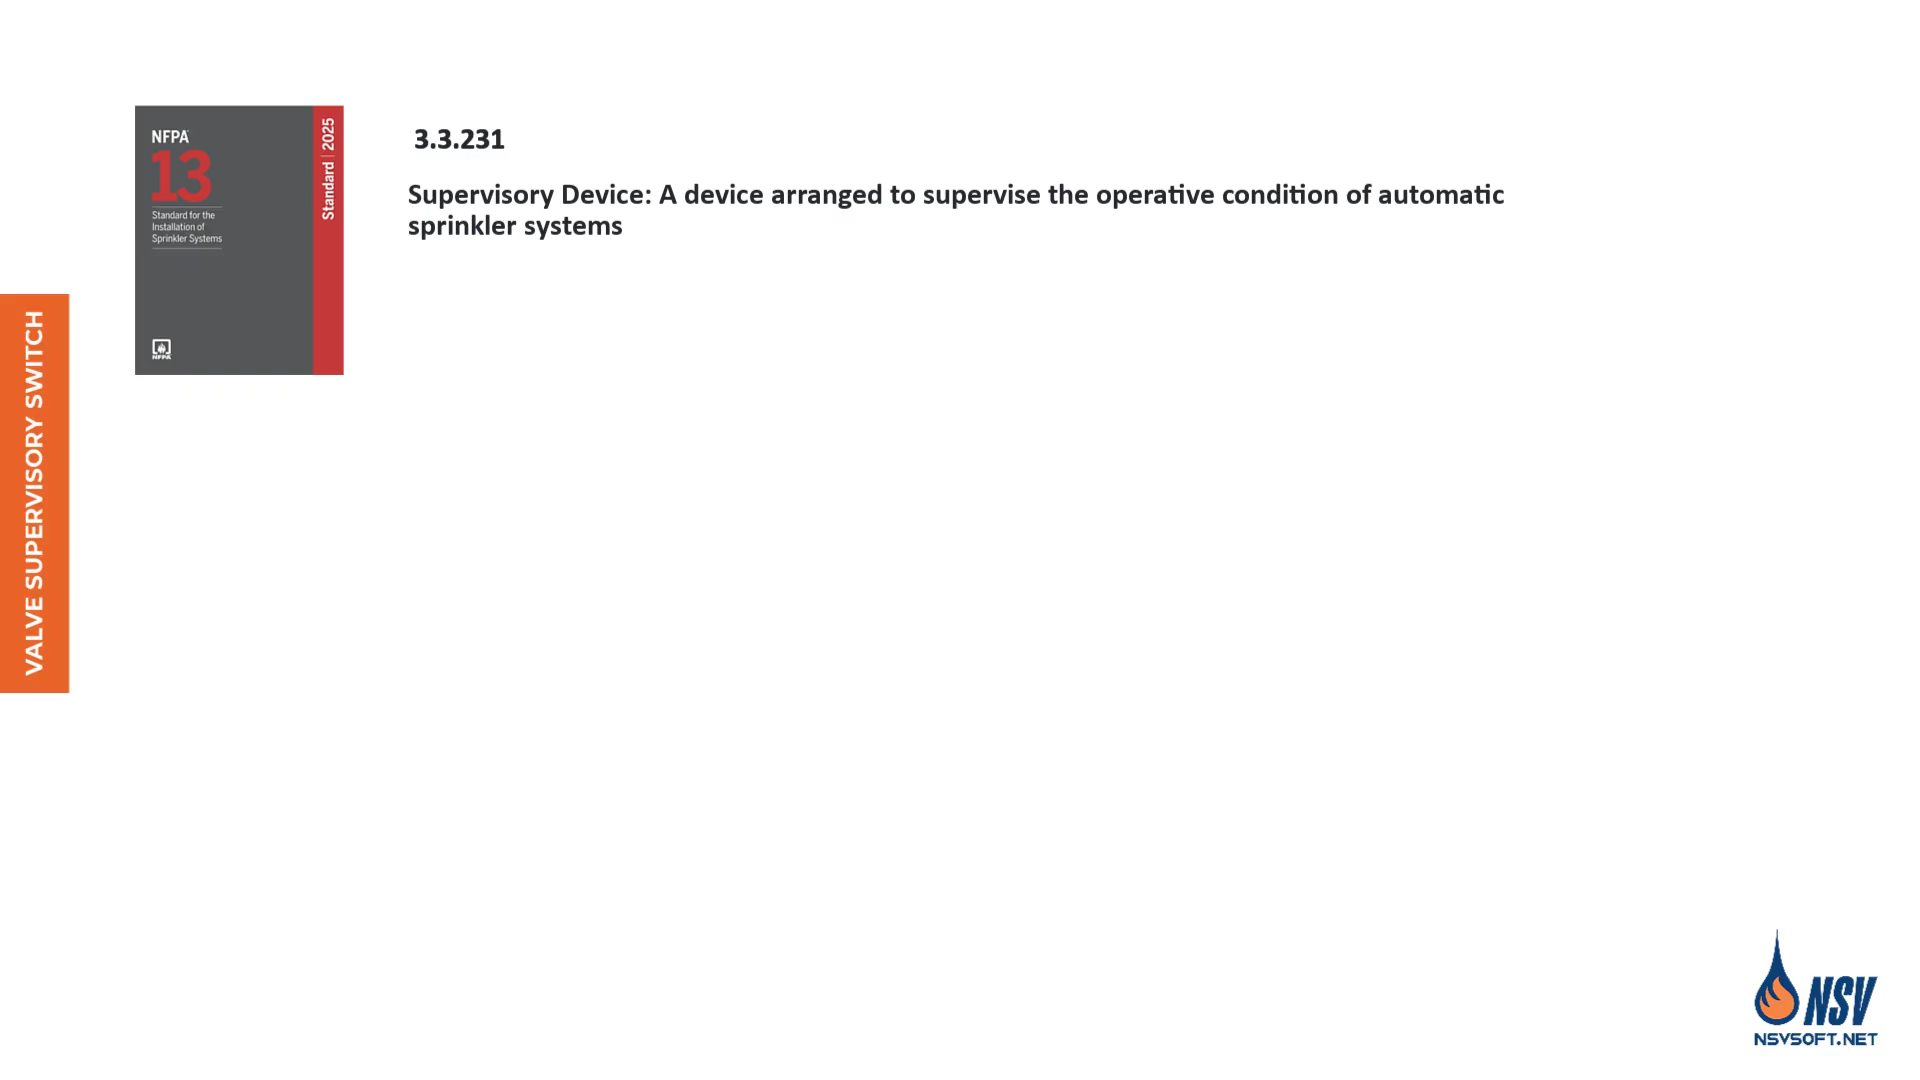 NFPA
13
Standard for the
Installation of
Sprinkler Systems
NFPA
Standard | 2025
3.3.231
Supervisory Device: A device arranged to supervise the operative condition of automatic
sprinkler systems
VALVE SUPERVISORY SWITCH
NSV
NSVSOFT.NET